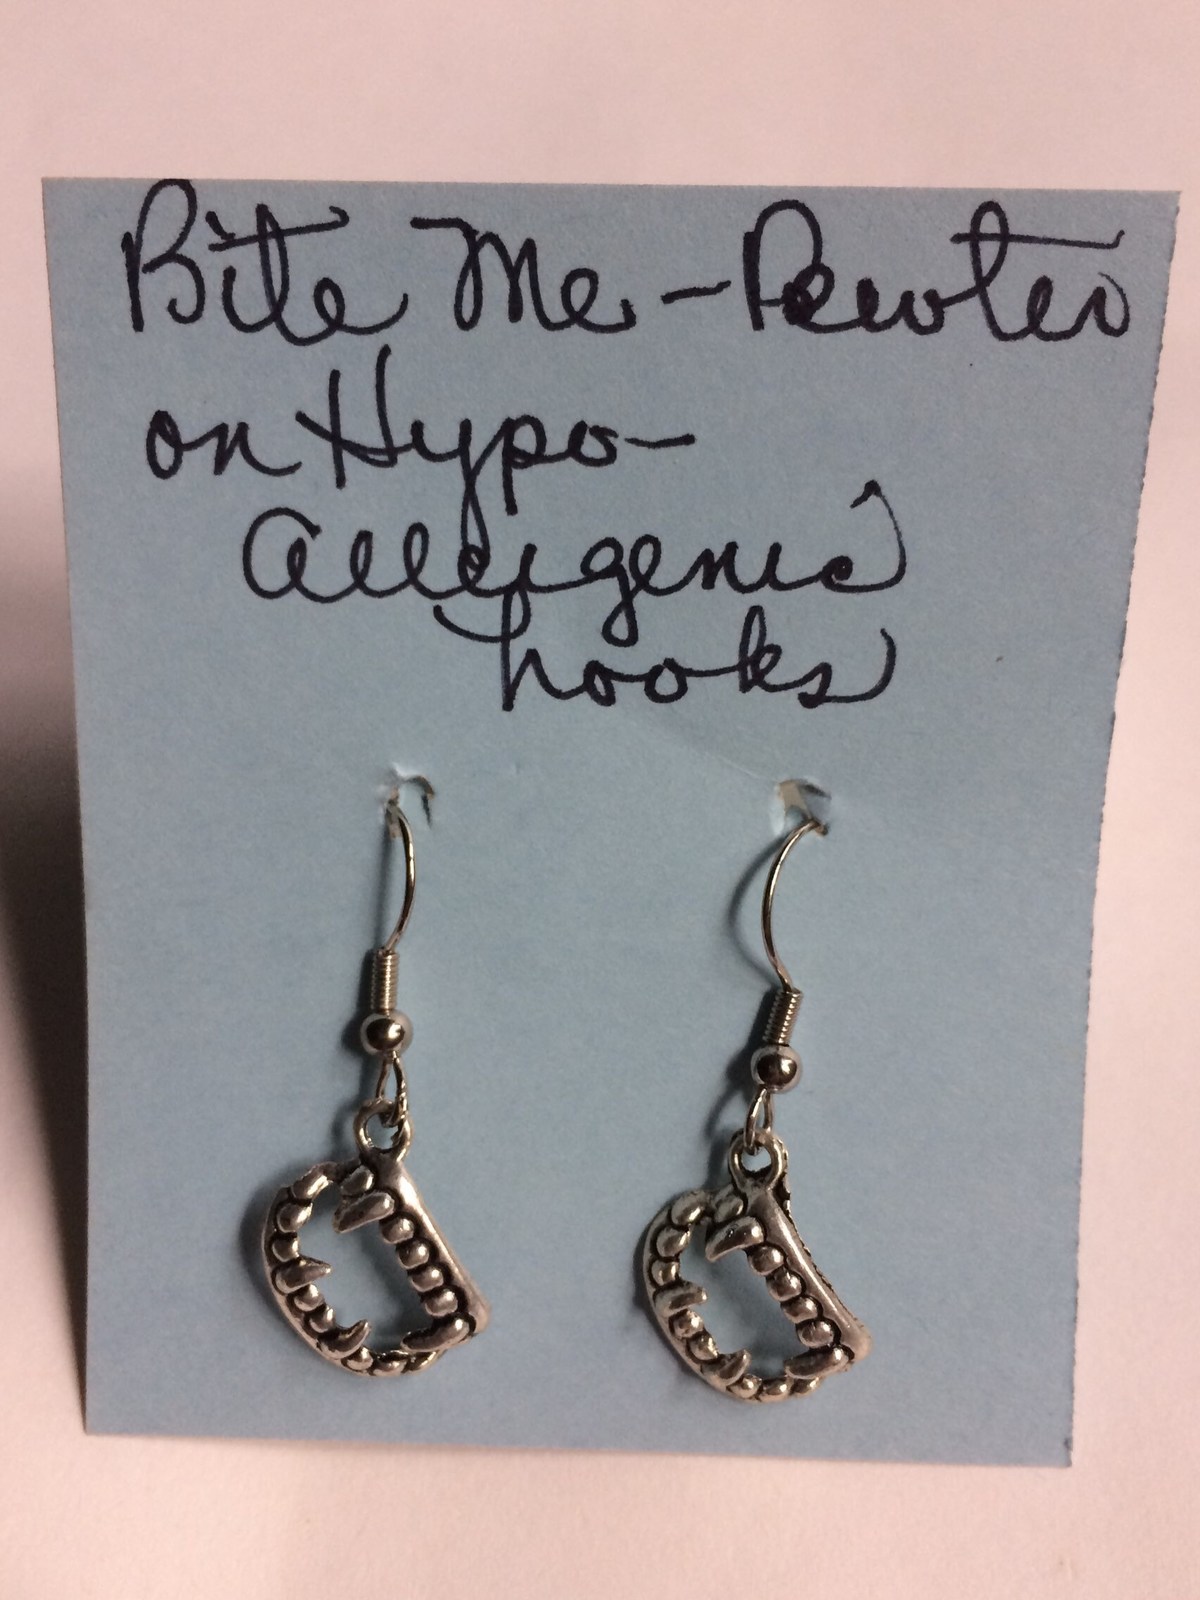 Bite Me - Pewter
on Hypo-
Allergenic
hooks